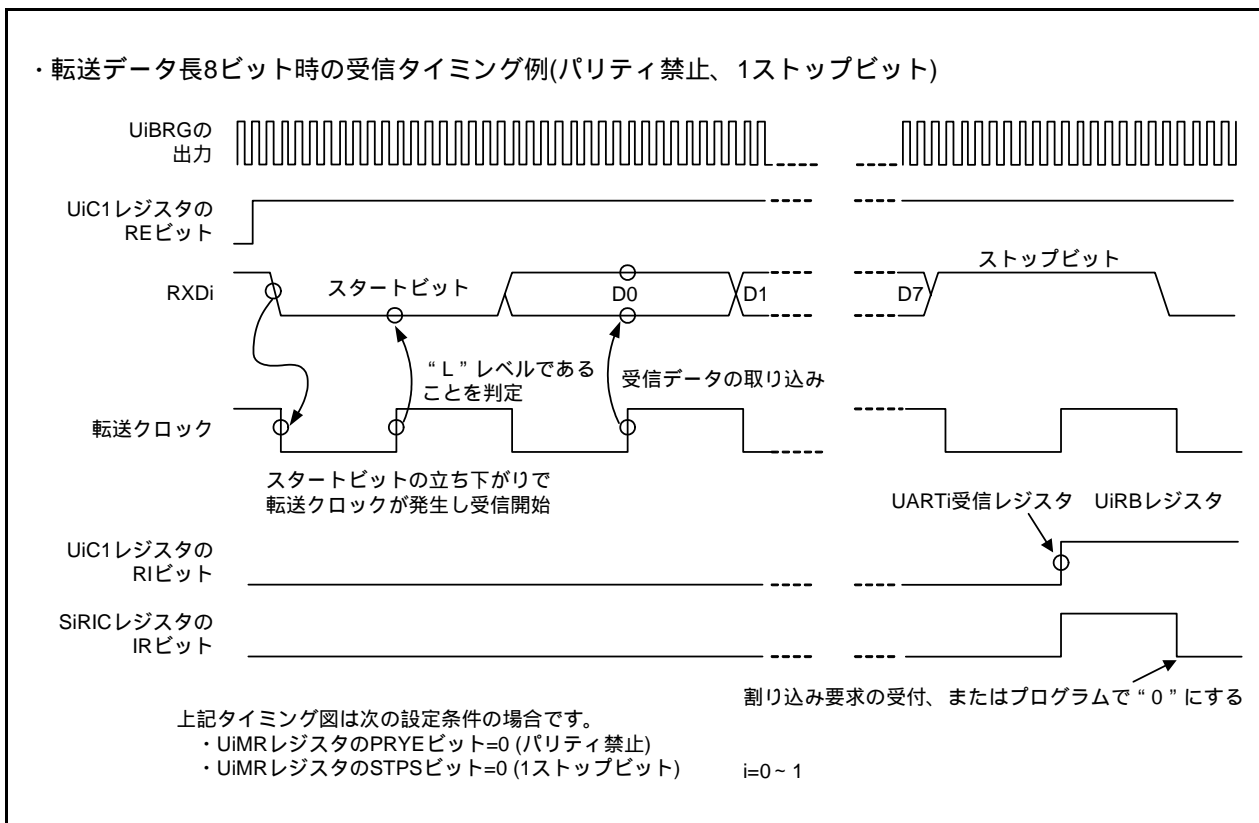 ・転送データ長8ビット時の受信タイミング例(パリティ禁止、1ストップビット)
UiBRGの
出力
UiC1レジスタの
REビット
RXDi
スタートビット
D0
D1
D7
ストップビット
“L”レベルである
ことを判定
受信データの取り込み
転送クロック
スタートビットの立ち下がりで
転送クロックが発生し受信開始
UARTi受信レジスタ UiRBレジスタ
UiC1レジスタの
RIビット
SiRICレジスタの
IRビット
割り込み要求の受付、またはプログラムで“0”にする
上記タイミング図は次の設定条件の場合です。
・UiMRレジスタのPRYEビット=0 (パリティ禁止)
・UiMRレジスタのSTPSビット=0 (1ストップビット)
i=0~1